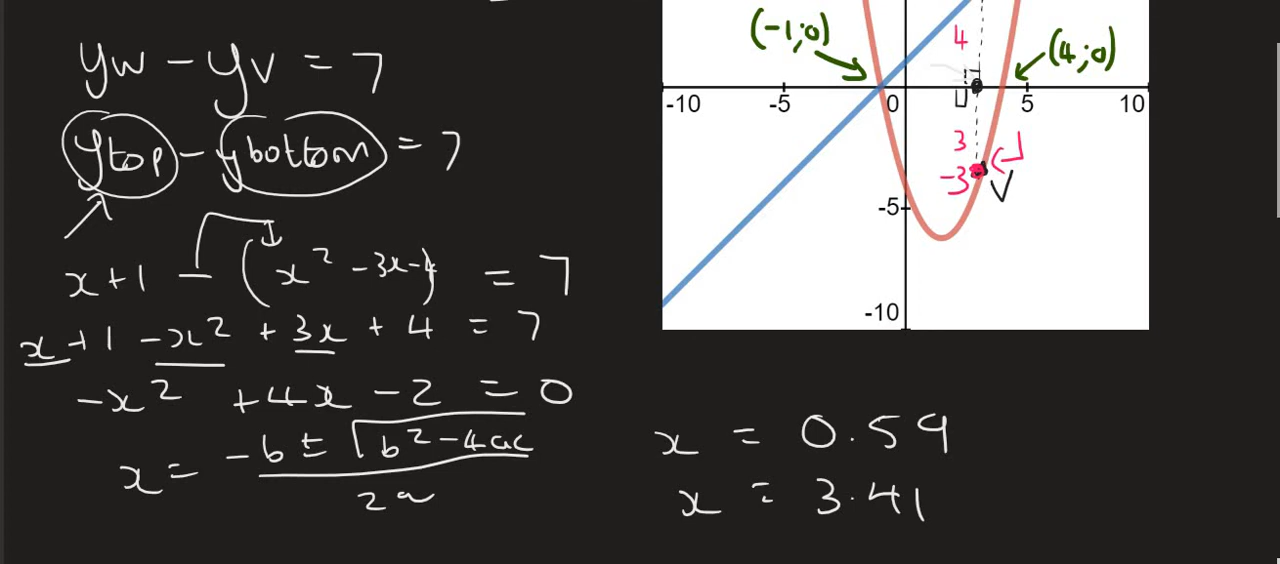 yw - yv = 7
ytop - ybottom = 7
x+1 - (x² - 3x - 4) = 7
x+1 - x² + 3x + 4 = 7
-x² + 4x - 2 = 0
x = (-b ± √(b² - 4ac)) / 2a
(-1;0)
4
(4;0)
-10 -5 0 5 10
U
3
-3
V
-5
-10
x = 0.59
x = 3.41